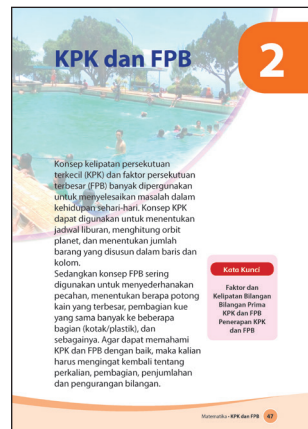 KPK dan FPB
2
Konsep kelipatan persekutuan
terkecil (KPK) dan faktor persekutuan
terbesar (FPB) banyak dipergunakan
untuk menyelesaikan masalah dalam
kehidupan sehari-hari. Konsep KPK
dapat digunakan untuk menentukan
jadwal liburan, menghitung orbit
planet, dan menentukan jumlah
barang yang disusun dalam baris dan
kolom.
Sedangkan konsep FPB sering
digunakan untuk menyederhanakan
pecahan, menentukan berapa potong
kain yang terbesar, pembagian kue
yang sama banyak ke beberapa
bagian (kotak/plastik), dan
sebagainya. Agar dapat memahami
KPK dan FPB dengan baik, maka kalian
harus mengingat kembali tentang
perkalian, pembagian, penjumlahan
dan pengurangan bilangan.
Kata Kunci
Faktor dan
Kelipatan Bilangan
Bilangan Prima
KPK dan FPB
Penerapan KPK
dan FPB
Matematika - KPK dan FPB 47